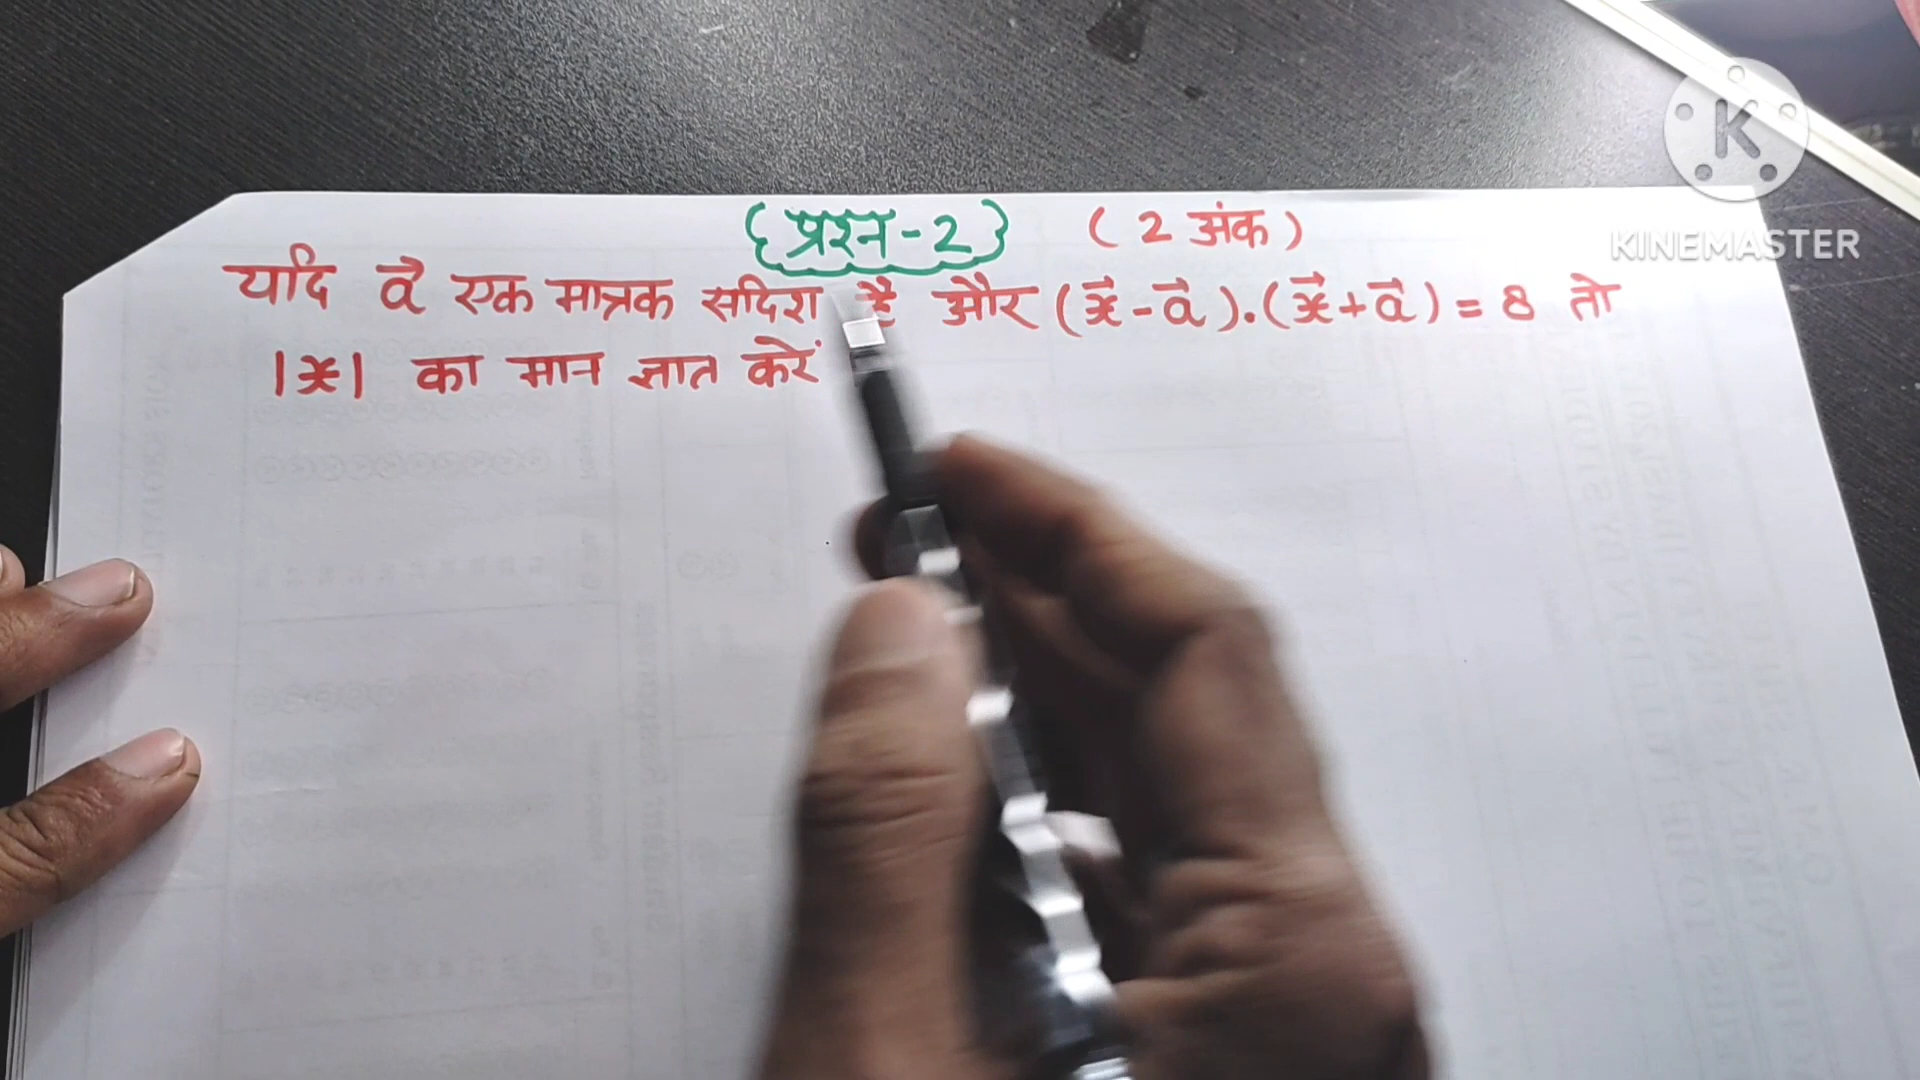 {प्रश्न-2} (2 अंक)
यदि a⃗ एक मात्रक सदिश है और (x⃗-a⃗).(x⃗+a⃗)=8 तो
|x| का मान ज्ञात करें
K
KINEMASTER